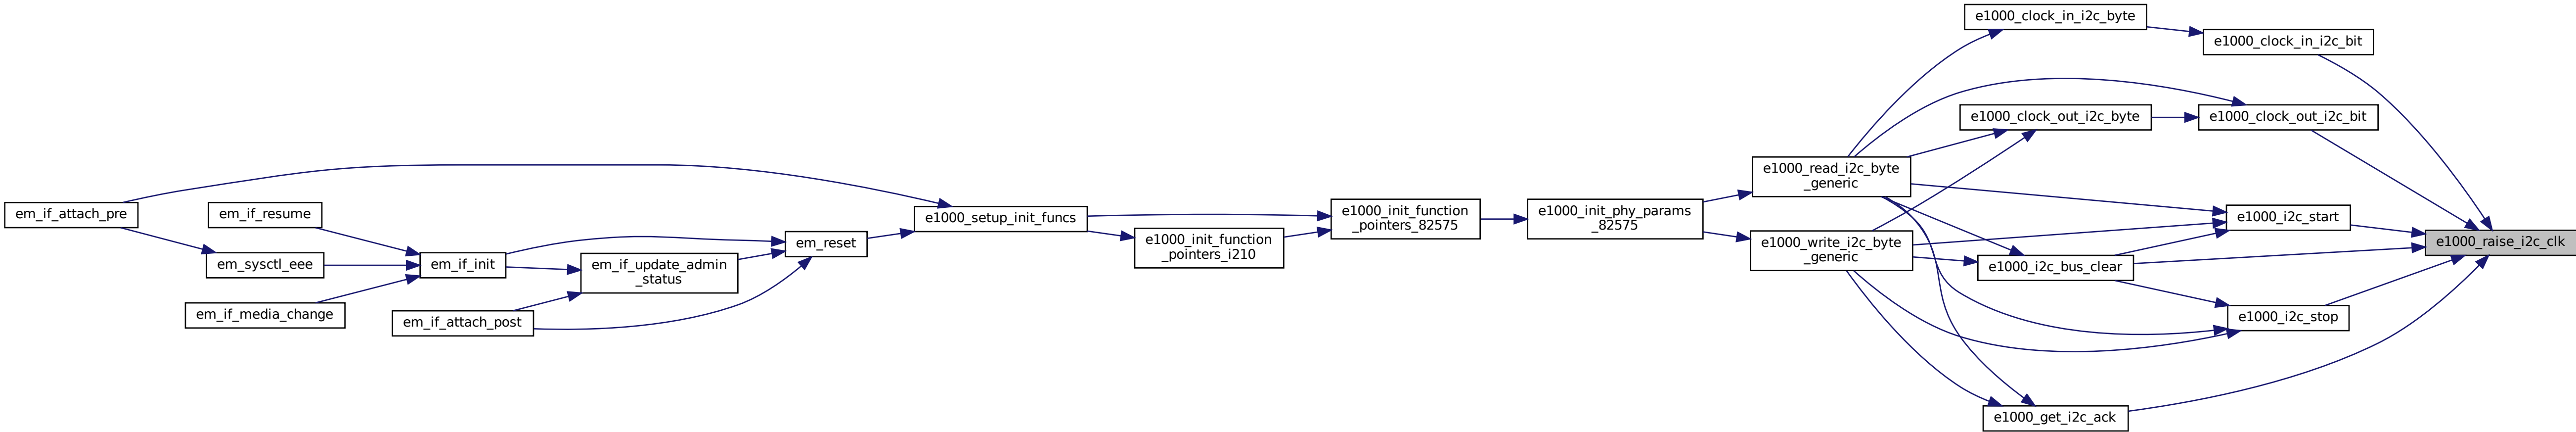 e1000_clock_in_i2c_byte
e1000_clock_in_i2c_bit
e1000_clock_out_i2c_byte
e1000_clock_out_i2c_bit
e1000_read_i2c_byte
_generic
em_if_attach_pre
em_if_resume
e1000_setup_init_funcs
e1000_init_function
_pointers_82575
e1000_init_phy_params
_82575
e1000_i2c_start
em_reset
e1000_init_function
_pointers_i210
e1000_write_i2c_byte
_generic
e1000_raise_i2c_clk
em_sysctl_eee
em_if_init
em_if_update_admin
_status
e1000_i2c_bus_clear
em_if_media_change
em_if_attach_post
e1000_i2c_stop
e1000_get_i2c_ack